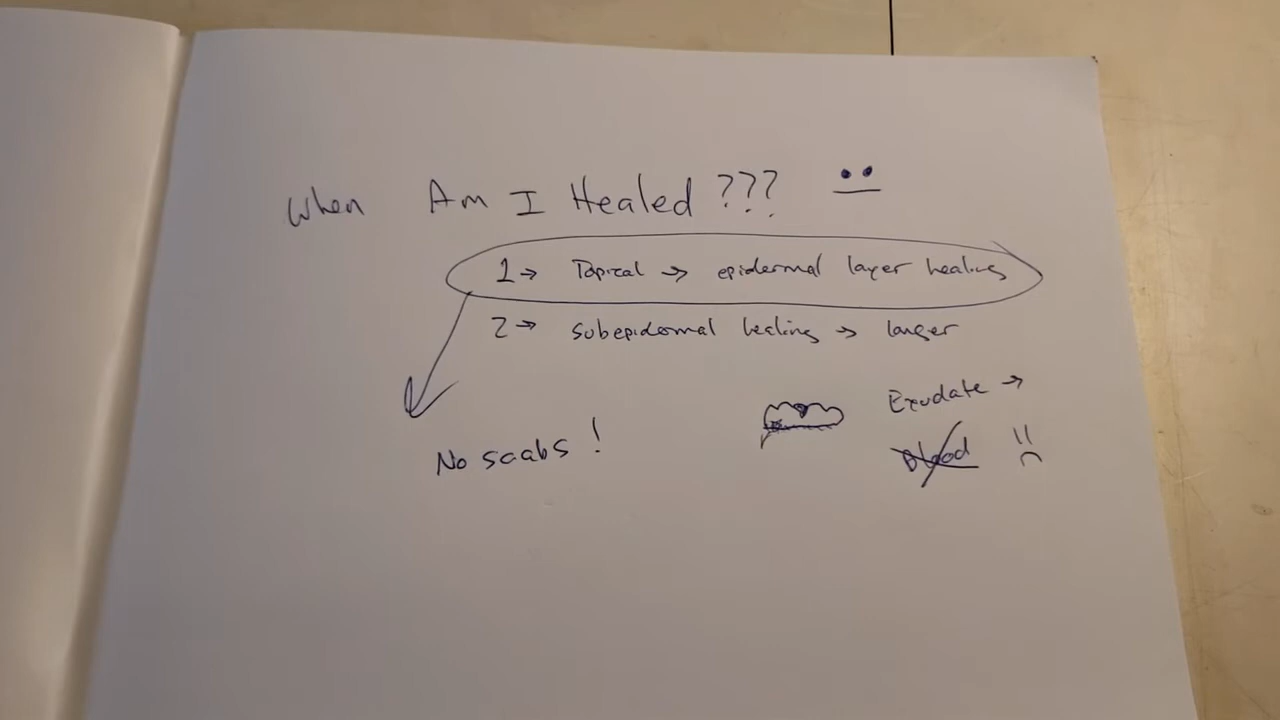 When Am I Healed ???
1→ Topical → epidermal layer healing
2→ subepidermal healing → longer
Exudate →
No scabs !
Blood